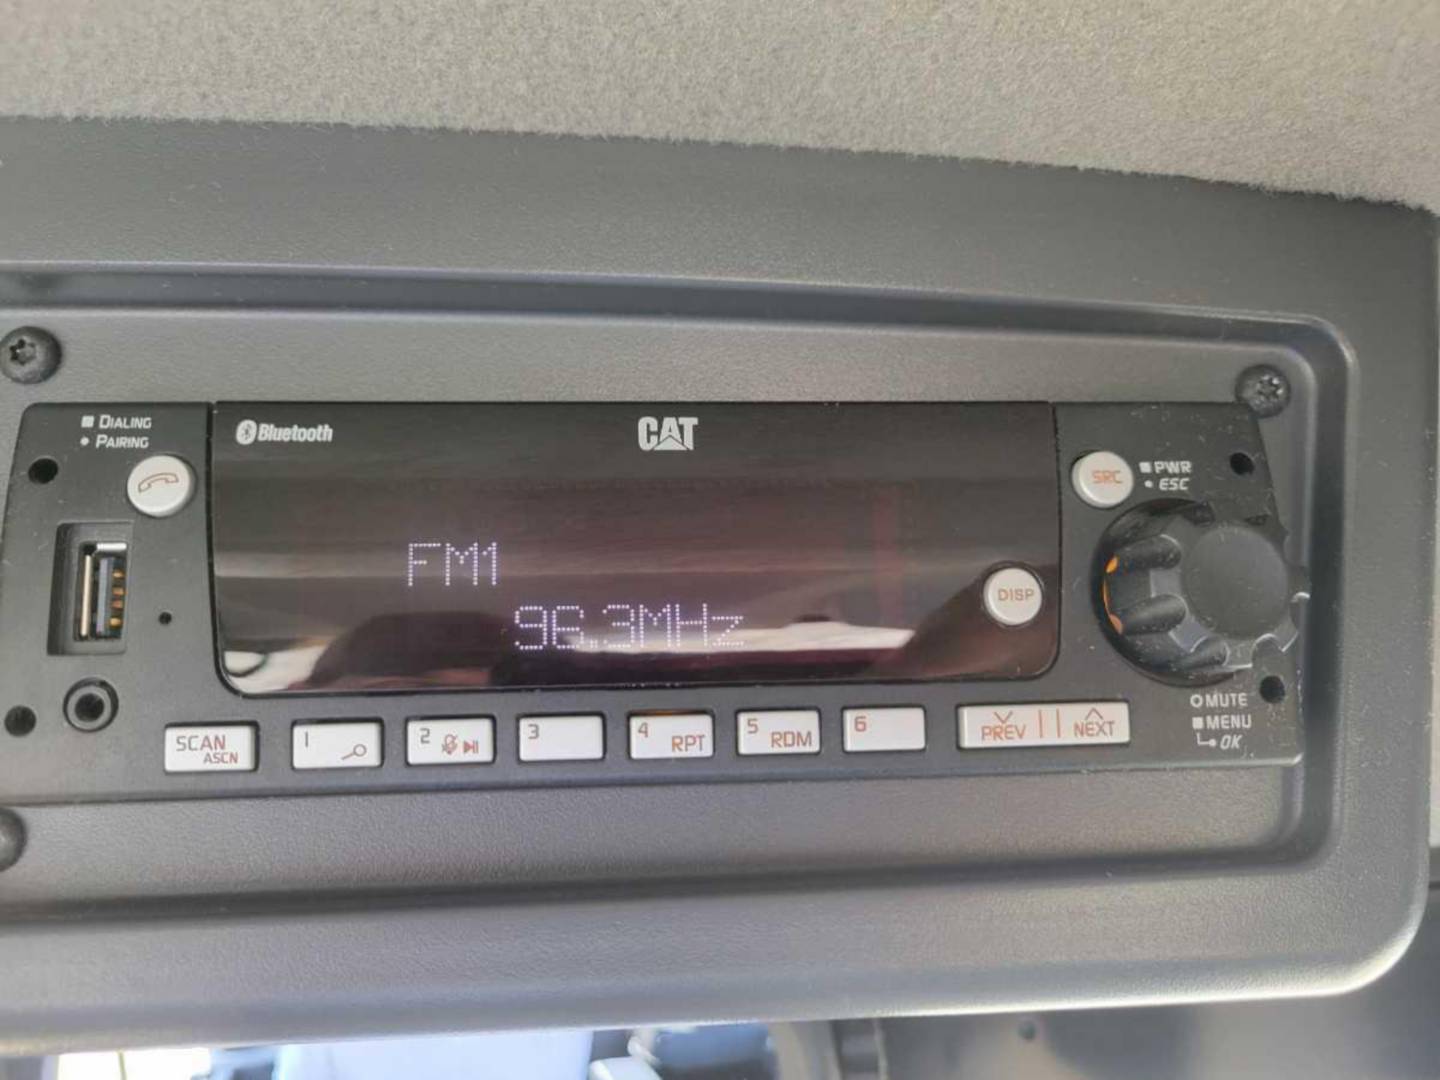 DIALING
PAIRING
Bluetooth
CAT
SRC
PWR
ESC
FM1
96.3MHz
DISP
SCAN
ASCN
1
2
3
4 RPT
5 RDM
6
PREV NEXT
MUTE
MENU
OK